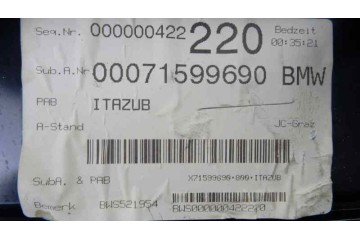 Seq.Nr. 000000422 220 Bedzeit
00:35:21
Sub.A.Nr 00071599690 BMW
PAB ITAZUB
A-Stand JC-Graz
SubA. & PAB X71599690+800+ITAZUB
Bemerk BWS521954 BWS000000422220